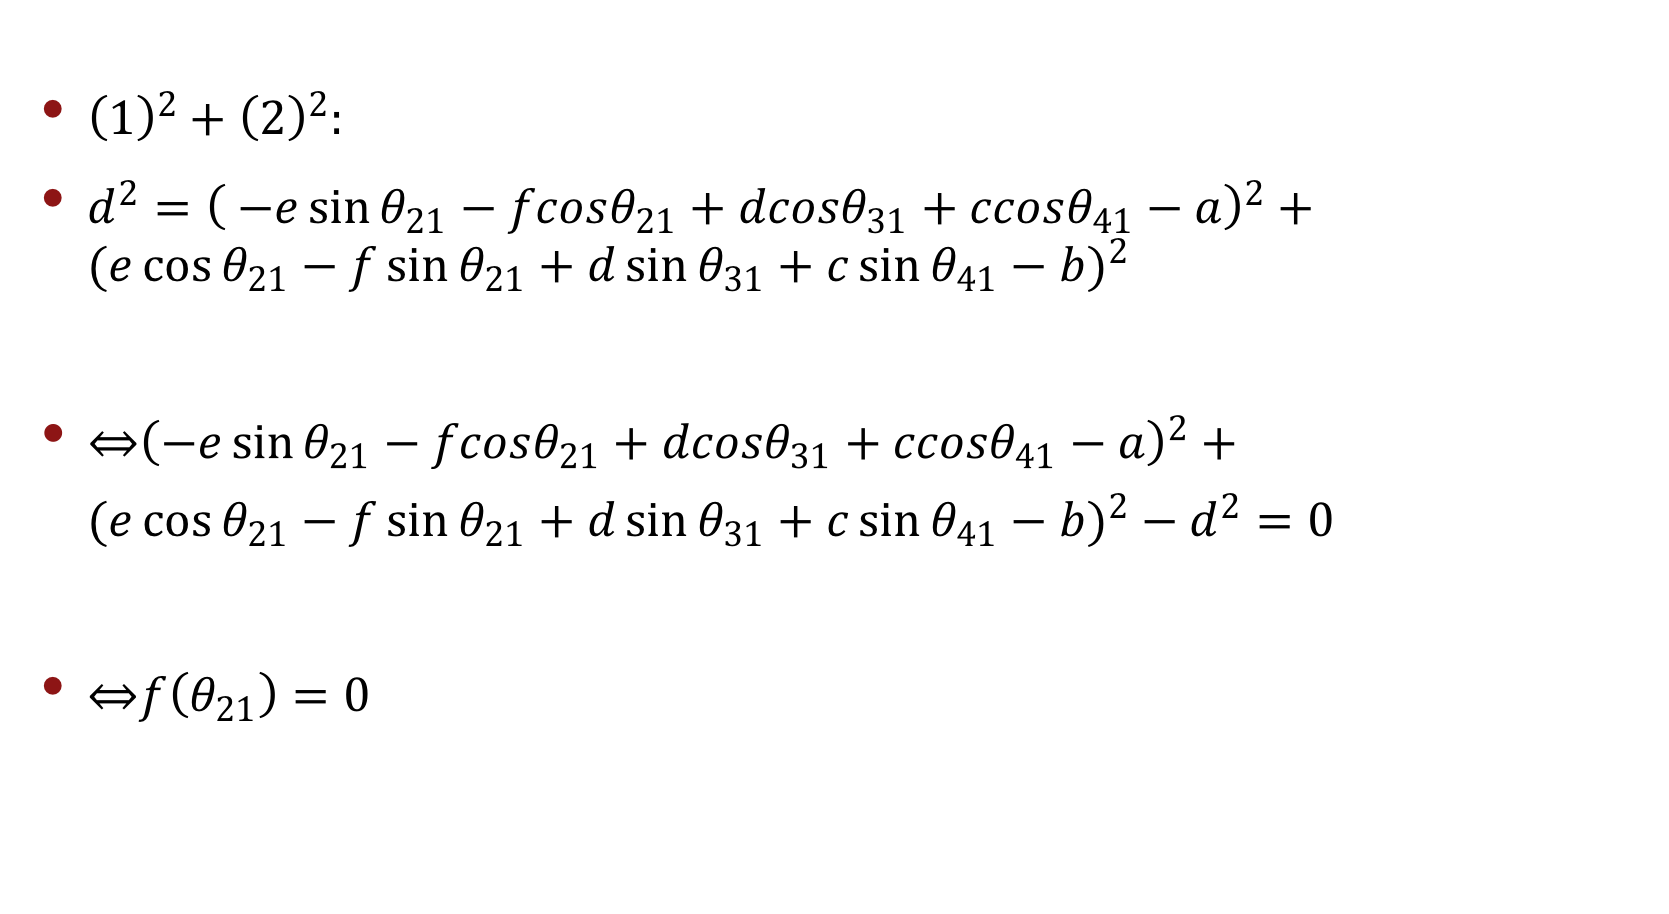 • (1)² + (2)²:
• d² = ( −e sin θ₂₁ − fcosθ₂₁ + dcosθ₃₁ + ccosθ₄₁ − a)² +
(e cos θ₂₁ − f sin θ₂₁ + d sin θ₃₁ + c sin θ₄₁ − b)²
• ⇔(−e sin θ₂₁ − fcosθ₂₁ + dcosθ₃₁ + ccosθ₄₁ − a)² +
(e cos θ₂₁ − f sin θ₂₁ + d sin θ₃₁ + c sin θ₄₁ − b)² − d² = 0
• ⇔f(θ₂₁) = 0